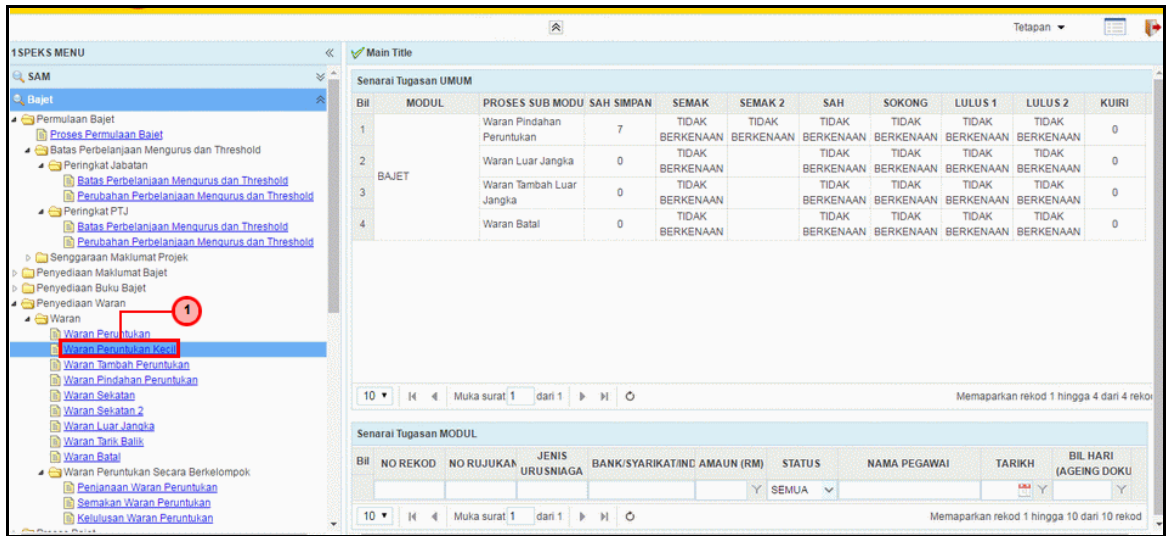 Tetapan
1SPEKS MENU
SAM
Bajet
Permulaan Bajet
Proses Permulaan Bajet
Batas Perbelanjaan Mengurus dan Threshold
Peringkat Jabatan
Batas Perbelanjaan Mengurus dan Threshold
Perubahan Perbelanjaan Mengurus dan Threshold
Peringkat PTJ
Batas Perbelanjaan Mengurus dan Threshold
Perubahan Perbelanjaan Mengurus dan Threshold
Senggaraan Maklumat Projek
Penyediaan Maklumat Bajet
Penyediaan Buku Bajet
Penyediaan Waran
1
Waran
Waran Peruntukan
Waran Peruntukan Kecil
Waran Tambah Peruntukan
Waran Pindahan Peruntukan
Waran Sekatan
Waran Sekatan 2
Waran Luar Jangka
Waran Tarik Balik
Waran Batal
Waran Peruntukan Secara Berkelompok
Penjanaan Waran Peruntukan
Semakan Waran Peruntukan
Kelulusan Waran Peruntukan
Main Title
Senarai Tugasan UMUM
Bil MODUL PROSES SUB MODU SAH SIMPAN SEMAK SEMAK 2 SAH SOKONG LULUS 1 LULUS 2 KUIRI
1 Waran Pindahan Peruntukan 7 TIDAK BERKENAAN TIDAK BERKENAAN TIDAK BERKENAAN TIDAK BERKENAAN TIDAK BERKENAAN TIDAK BERKENAAN 0
BAJET
2 Waran Luar Jangka 0 TIDAK BERKENAAN TIDAK BERKENAAN TIDAK BERKENAAN TIDAK BERKENAAN TIDAK BERKENAAN 0
3 Waran Tambah Luar Jangka 0 TIDAK BERKENAAN TIDAK BERKENAAN TIDAK BERKENAAN TIDAK BERKENAAN TIDAK BERKENAAN 0
4 Waran Batal 0 TIDAK BERKENAAN TIDAK BERKENAAN TIDAK BERKENAAN TIDAK BERKENAAN TIDAK BERKENAAN 0
10 Muka surat 1 dari 1 Memaparkan rekod 1 hingga 4 dari 4 rekod
Senarai Tugasan MODUL
Bil NO REKOD NO RUJUKAN JENIS URUSNIAGA BANK/SYARIKAT/IND AMAUN (RM) STATUS NAMA PEGAWAI TARIKH BIL HARI (AGEING DOKU
SEMUA
10 Muka surat 1 dari 1 Memaparkan rekod 1 hingga 10 dari 10 rekod